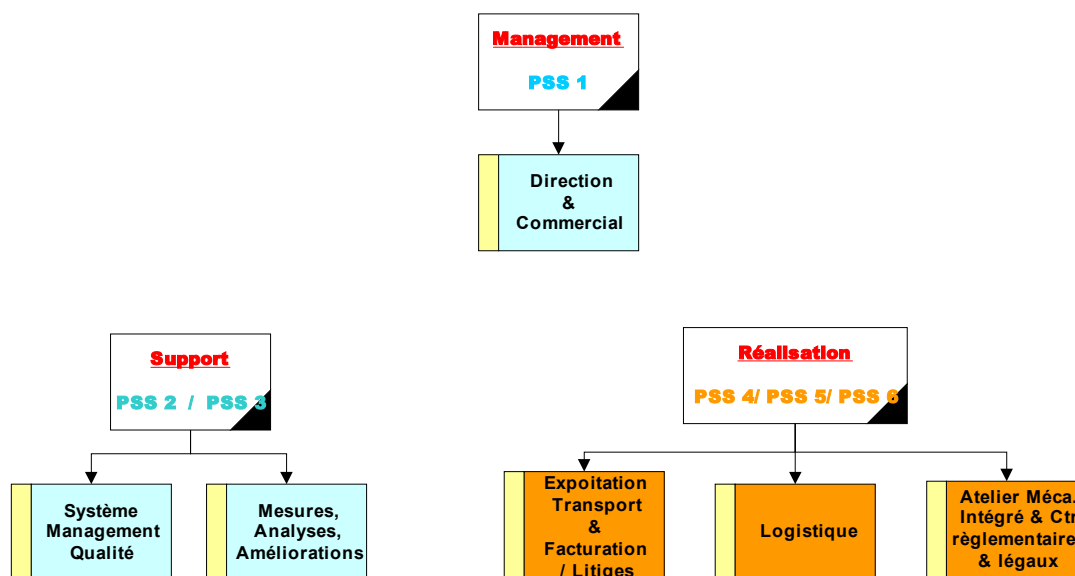 Management
PSS 1
Direction
&
Commercial
Support
PSS 2 / PSS 3
Réalisation
PSS 4/ PSS 5/ PSS 6
Système
Management
Qualité
Mesures,
Analyses,
Améliorations
Expoitation
Transport
&
Facturation
/ Litiges
Logistique
Atelier Méca.
Intégré & Ctr
règlementaire
& légaux